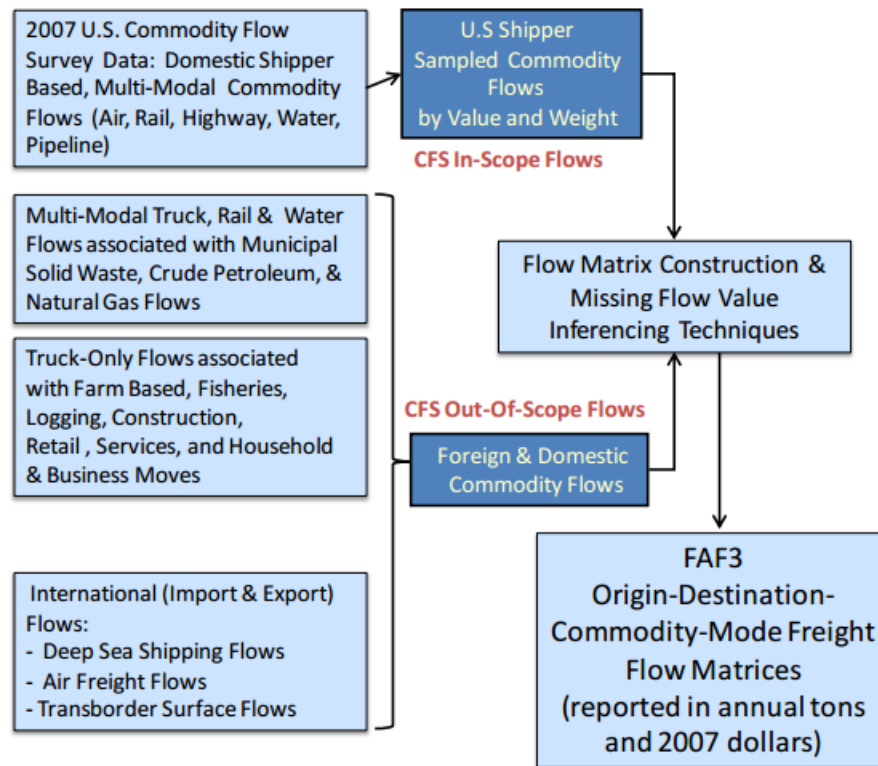 2007 U.S. Commodity Flow
Survey Data: Domestic Shipper
Based, Multi-Modal Commodity
Flows (Air, Rail, Highway, Water,
Pipeline)
U.S Shipper
Sampled Commodity
Flows
by Value and Weight
CFS In-Scope Flows
Multi-Modal Truck, Rail & Water
Flows associated with Municipal
Solid Waste, Crude Petroleum, &
Natural Gas Flows
Flow Matrix Construction &
Missing Flow Value
Inferencing Techniques
Truck-Only Flows associated
with Farm Based, Fisheries,
Logging, Construction,
Retail , Services, and Household
& Business Moves
CFS Out-Of-Scope Flows
Foreign & Domestic
Commodity Flows
International (Import & Export)
Flows:
- Deep Sea Shipping Flows
- Air Freight Flows
- Transborder Surface Flows
FAF3
Origin-Destination-
Commodity-Mode Freight
Flow Matrices
(reported in annual tons
and 2007 dollars)